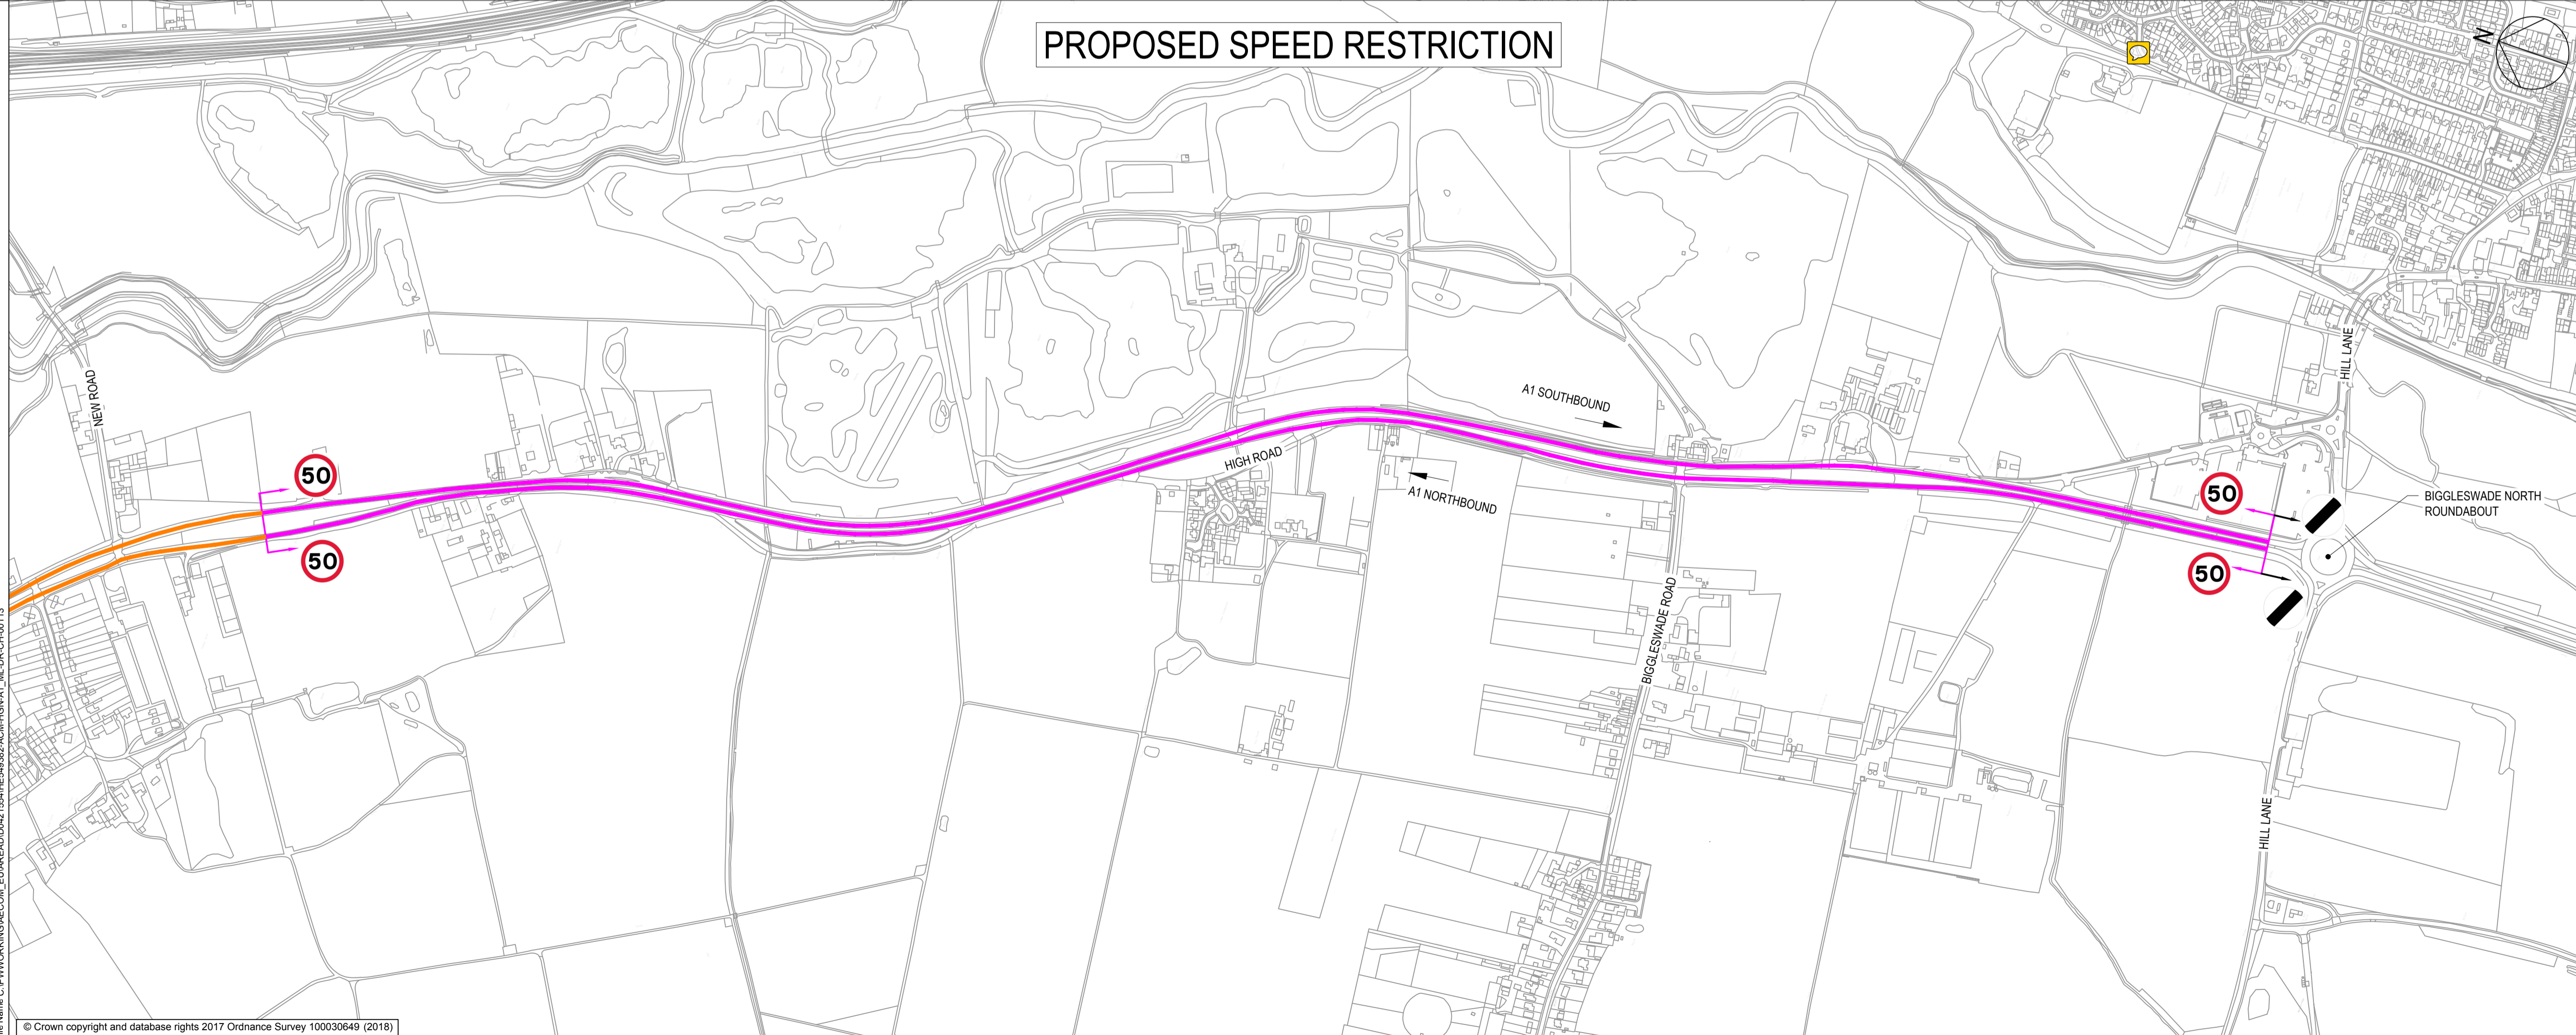 PROPOSED SPEED RESTRICTION
N
NEW ROAD
50
50
HIGH ROAD
A1 SOUTHBOUND
A1 NORTHBOUND
BIGGLESWADE ROAD
HILL LANE
50
50
BIGGLESWADE NORTH
ROUNDABOUT
HILL LANE
© Crown copyright and database rights 2017 Ordnance Survey 100030649 (2018)